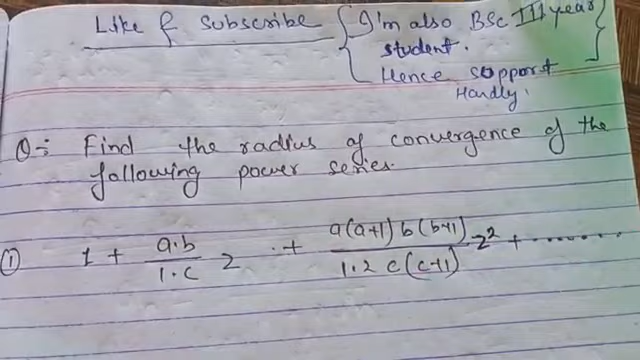 Like & Subscribe { I'm also BSc III year
student.
Hence support
Hardly. }
Q:- Find the radius of convergence of the
following power series.
① 1 + a.b/1.c z + a(a+1) b(b+1)/1.2 c(c+1) z² + ........